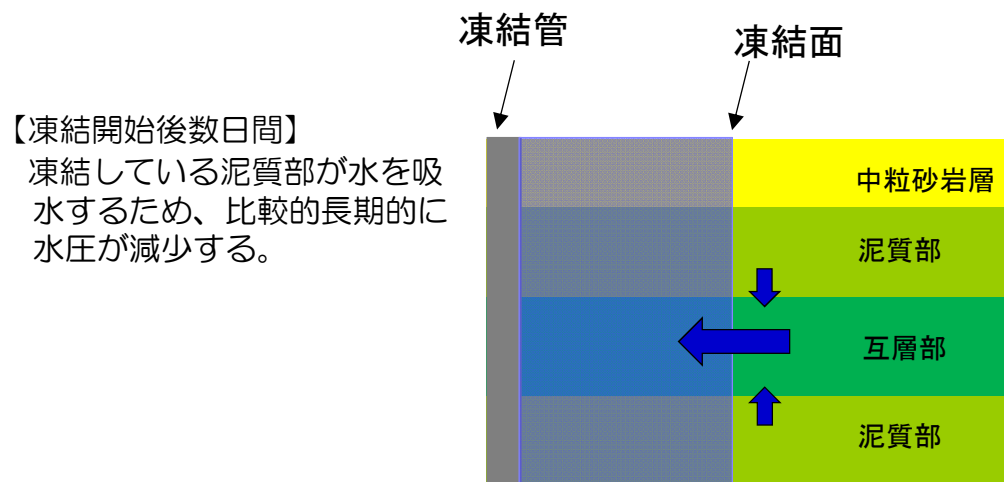 凍結管
凍結面
【凍結開始後数日間】
凍結している泥質部が水を吸
水するため、比較的長期的に
水圧が減少する。
中粒砂岩層
泥質部
互層部
泥質部